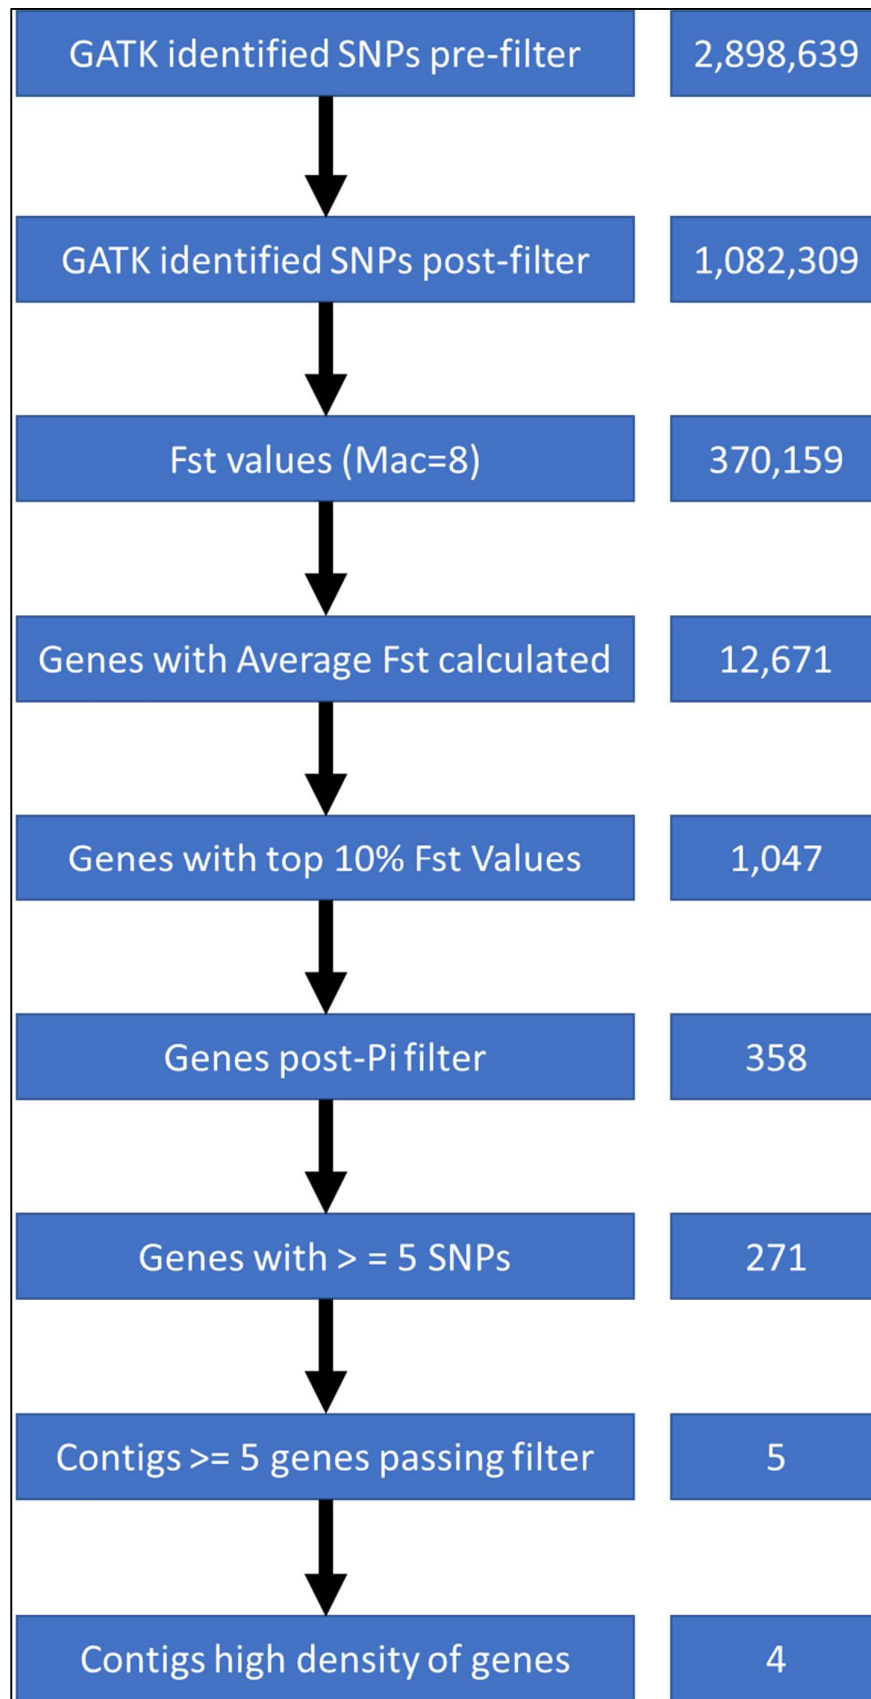 GATK identified SNPs pre-filter 2,898,639
GATK identified SNPs post-filter 1,082,309
Fst values (Mac=8) 370,159
Genes with Average Fst calculated 12,671
Genes with top 10% Fst Values 1,047
Genes post-Pi filter 358
Genes with > = 5 SNPs 271
Contigs >= 5 genes passing filter 5
Contigs high density of genes 4